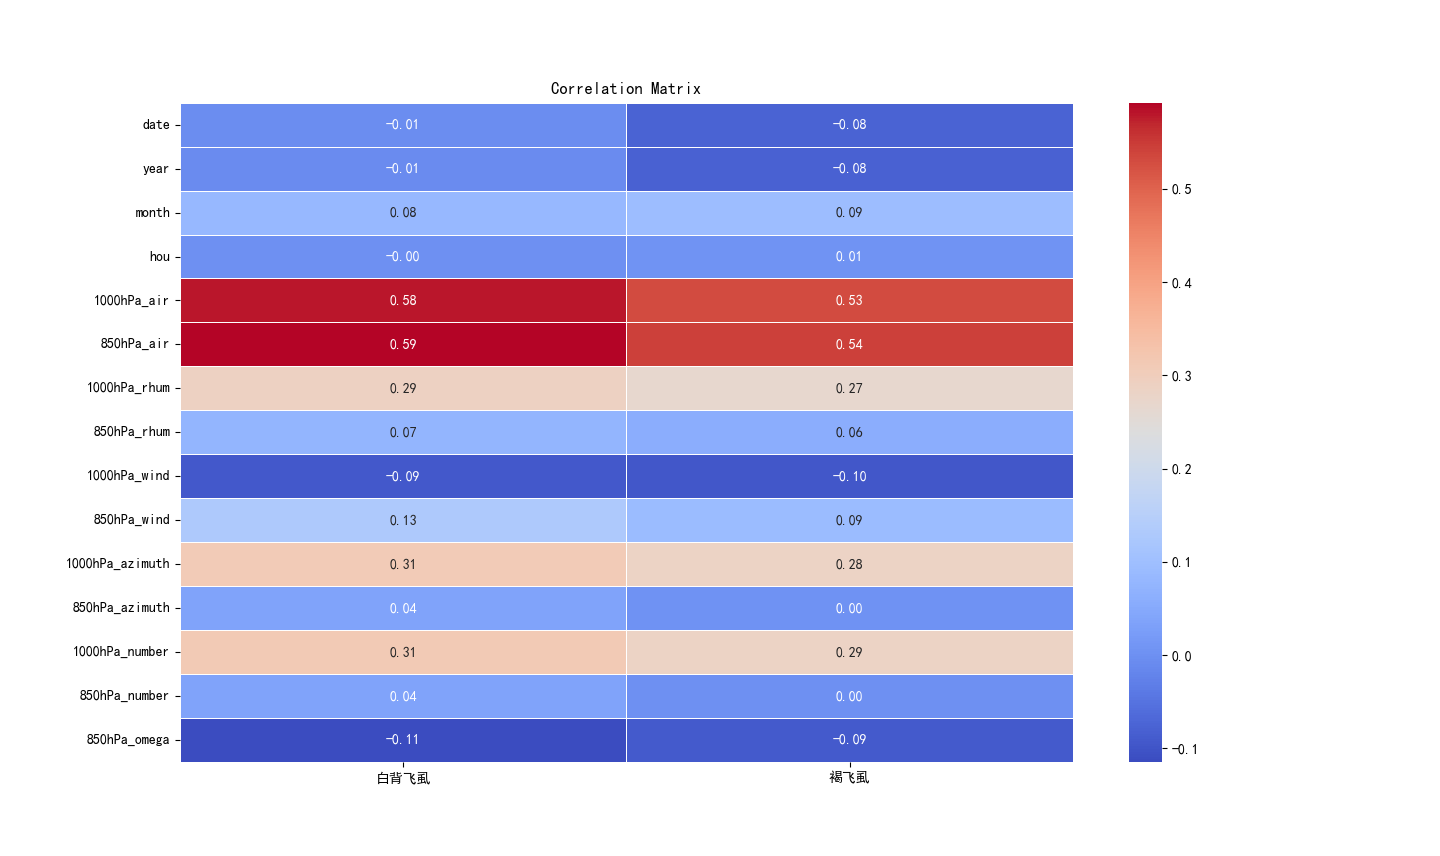 Correlation Matrix
date -0.01 -0.08
year -0.01 -0.08
month 0.08 0.09
hou -0.00 0.01
1000hPa_air 0.58 0.53
850hPa_air 0.59 0.54
1000hPa_rhum 0.29 0.27
850hPa_rhum 0.07 0.06
1000hPa_wind -0.09 -0.10
850hPa_wind 0.13 0.09
1000hPa_azimuth 0.31 0.28
850hPa_azimuth 0.04 0.00
1000hPa_number 0.31 0.29
850hPa_number 0.04 0.00
850hPa_omega -0.11 -0.09
白背飞虱 褐飞虱
0.5
0.4
0.3
0.2
0.1
0.0
-0.1